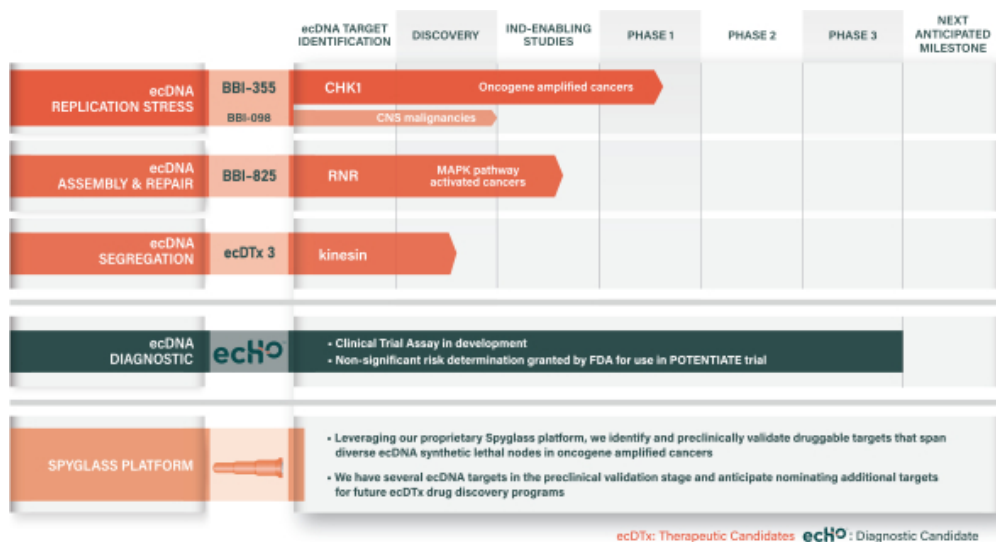 ecDNA TARGET IDENTIFICATION
DISCOVERY
IND-ENABLING STUDIES
PHASE 1
PHASE 2
PHASE 3
NEXT ANTICIPATED MILESTONE
ecDNA
REPLICATION STRESS
BBI-355
CHK1
Oncogene amplified cancers
BBI-098
CNS malignancies
ecDNA
ASSEMBLY & REPAIR
BBI-825
RNR
MAPK pathway
activated cancers
ecDNA
SEGREGATION
ecDTx 3
kinesin
ecDNA
DIAGNOSTIC
ecHo
• Clinical Trial Assay in development
• Non-significant risk determination granted by FDA for use in POTENTIATE trial
SPYGLASS PLATFORM
• Leveraging our proprietary Spyglass platform, we identify and preclinically validate druggable targets that span
diverse ecDNA synthetic lethal nodes in oncogene amplified cancers
• We have several ecDNA targets in the preclinical validation stage and anticipate nominating additional targets
for future ecDTx drug discovery programs
ecDTx: Therapeutic Candidates ecHo : Diagnostic Candidate